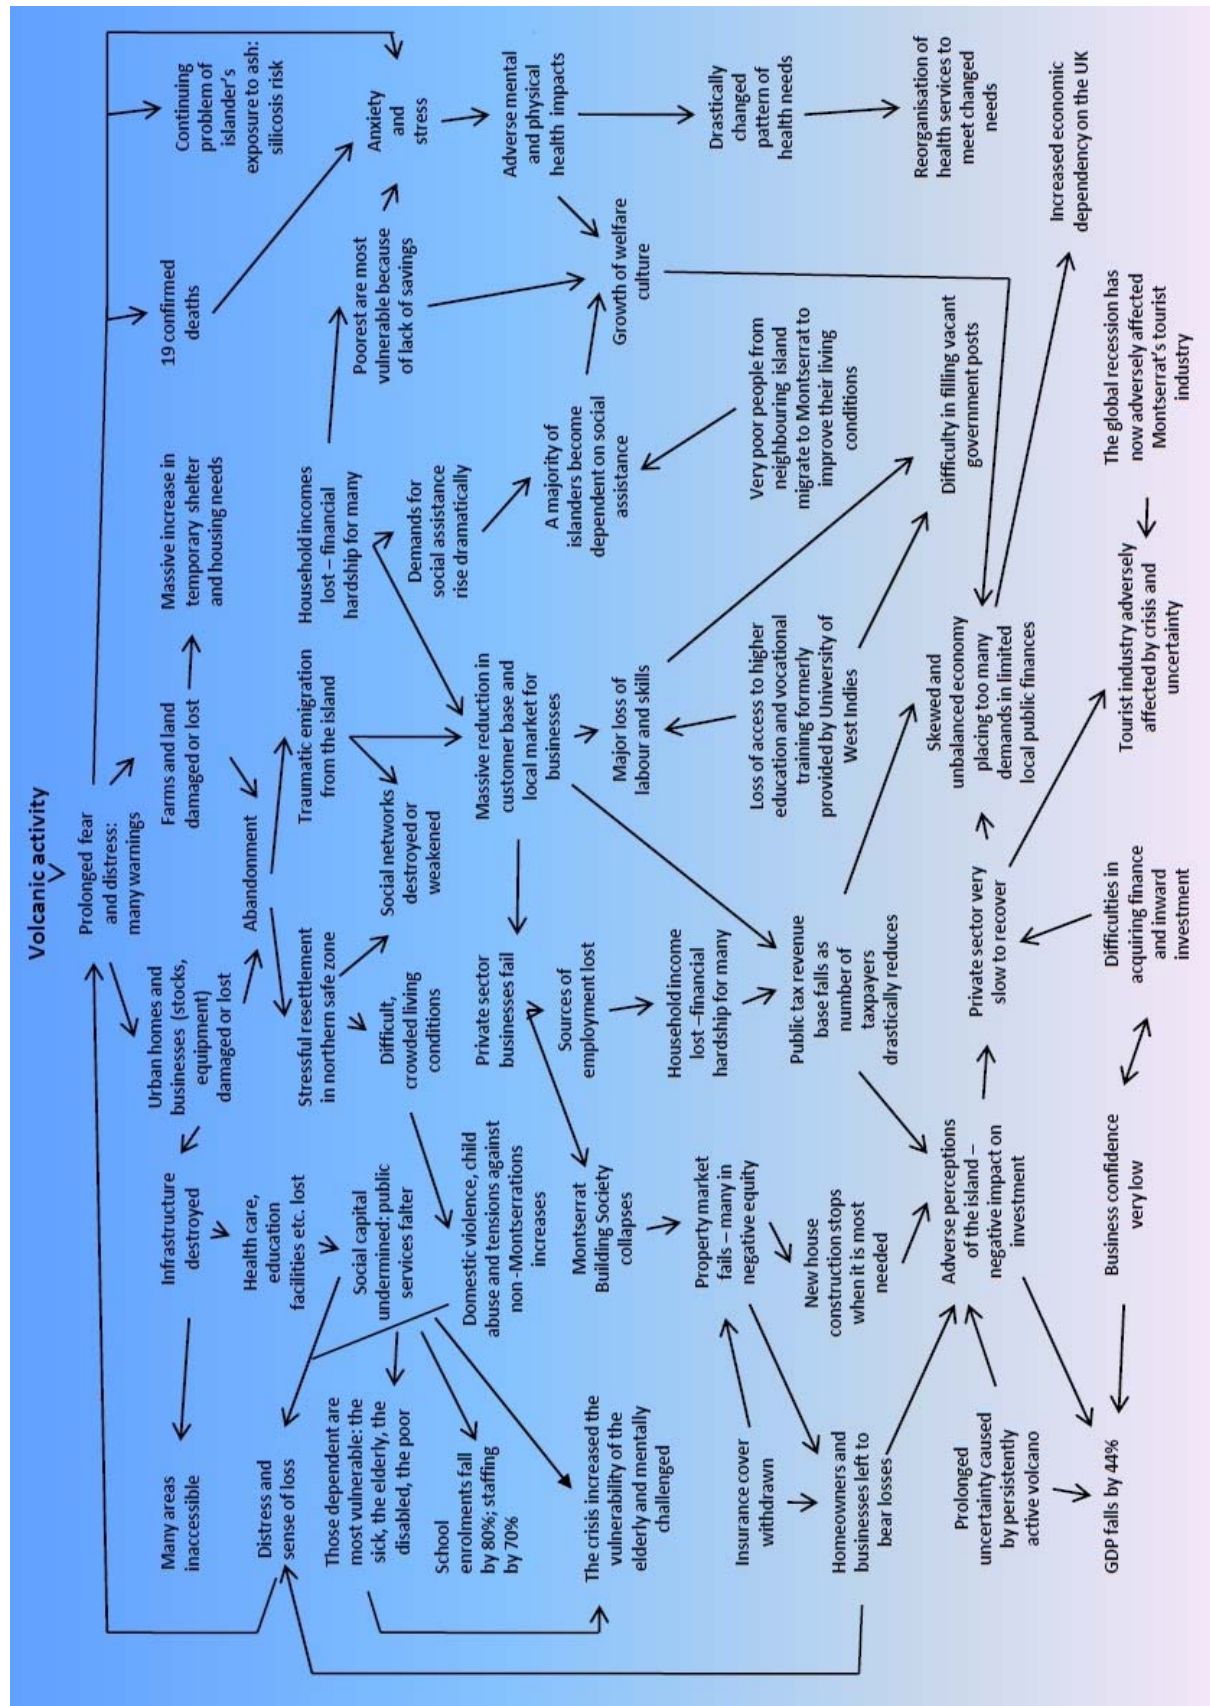 Volcanic activity
Prolonged fear
and distress:
many warnings
Many areas
inaccessible
Infrastructure
destroyed
Urban homes and
businesses (stocks,
equipment)
damaged or lost
Farms and land
damaged or lost
Massive increase in
temporary shelter
and housing needs
19 confirmed
deaths
Continuing
problem of
islander's
exposure to ash:
silicosis risk
Distress and
sense of loss
Health care,
education
facilities etc. lost
Abandonment
Those dependent are
most vulnerable: the
sick, the elderly, the
disabled, the poor
Social capital
undermined: public
services falter
Stressful resettlement
in northern safe zone
Traumatic emigration
from the island
Household incomes
lost – financial
hardship for many
Poorest are most
vulnerable because
of lack of savings
Anxiety
and
stress
School
enrolments fall
by 80%; staffing
by 70%
Domestic violence, child
abuse and tensions against
non -Montserrations
increases
Difficult,
crowded living
conditions
Social networks
destroyed or
weakened
Demands for
social assistance
rise dramatically
Private sector
businesses fail
Massive reduction in
customer base and
local market for
businesses
A majority of
islanders become
dependent on social
assistance
Adverse mental
and physical
health impacts
The crisis increased the
vulnerability of the
elderly and mentally
challenged
Montserrat
Building Society
collapses
Sources of
employment lost
Major loss of
labour and skills
Growth of welfare
culture
Insurance cover
withdrawn
Property market
fails – many in
negative equity
Household income
lost –financial
hardship for many
Loss of access to higher
education and vocational
training formerly
provided by University of
West Indies
Very poor people from
neighbouring island
migrate to Montserrat to
improve their living
conditions
Drastically
changed
pattern of
health needs
Homeowners and
businesses left to
bear losses
New house
construction stops
when it is most
needed
Public tax revenue
base falls as
number of
taxpayers
drastically reduces
Difficulty in filling vacant
government posts
Reorganisation of
health services to
meet changed
needs
Prolonged
uncertainty caused
by persistently
active volcano
Adverse perceptions
of the island –
negative impact on
investment
Private sector very
slow to recover
Skewed and
unbalanced economy
placing too many
demands in limited
local public finances
Increased economic
dependency on the UK
GDP falls by 44%
Business confidence
very low
Difficulties in
acquiring finance
and inward
investment
Tourist industry adversely
affected by crisis and
uncertainty
The global recession has
now adversely affected
Montserrat's tourist
industry